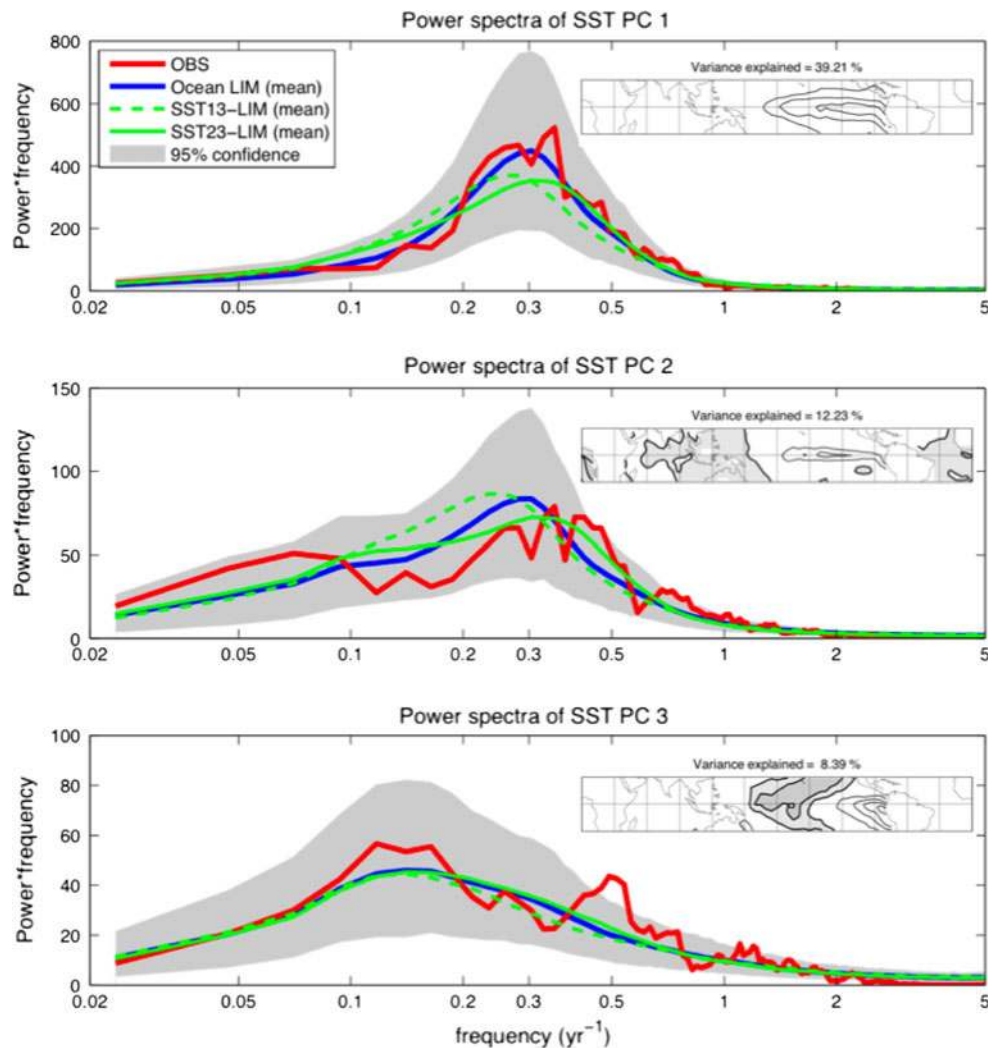 Power spectra of SST PC 1
800
600
400
200
0
Power*frequency
OBS
Ocean LIM (mean)
SST13-LIM (mean)
SST23-LIM (mean)
95% confidence
Variance explained = 39.21 %
0.02 0.05 0.1 0.2 0.3 0.5 1 2 5
Power spectra of SST PC 2
150
100
50
0
Power*frequency
Variance explained = 12.23 %
0.02 0.05 0.1 0.2 0.3 0.5 1 2 5
Power spectra of SST PC 3
100
80
60
40
20
0
Power*frequency
Variance explained = 8.39 %
0.02 0.05 0.1 0.2 0.3 0.5 1 2 5
frequency (yr⁻¹)